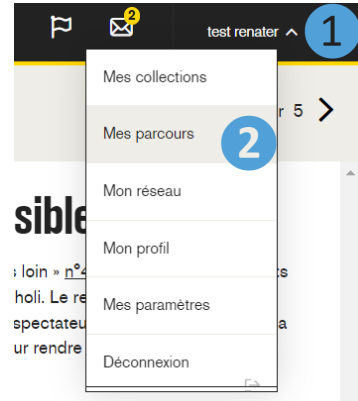 2
test renater
1
Mes collections
r 5
Mes parcours
2
Mon réseau
sible
Mon profil
s loin » n°4
s
holi. Le re
Mes paramètres
spectateu
a
ur rendre
Déconnexion